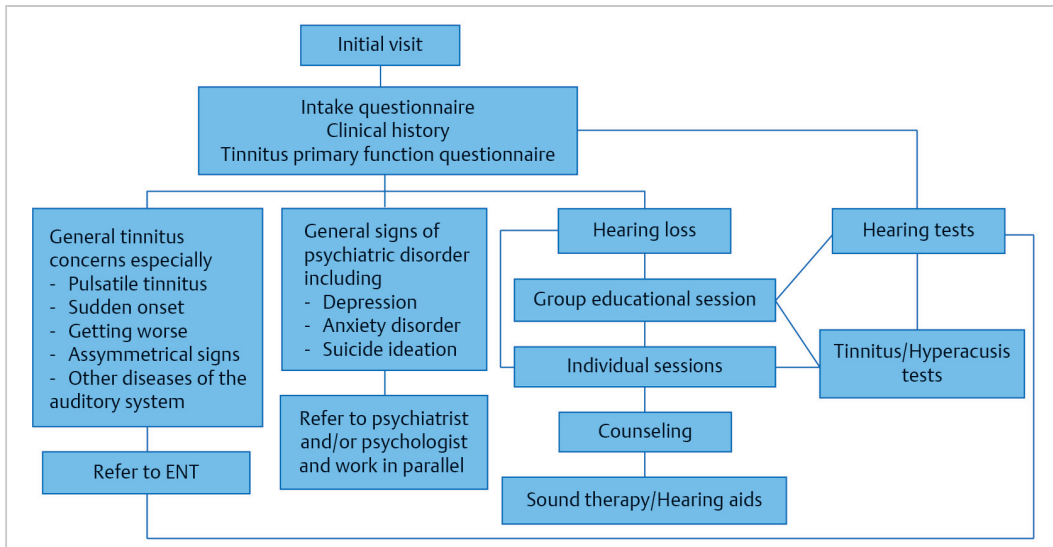 Initial visit
Intake questionnaire
Clinical history
Tinnitus primary function questionnaire
General tinnitus
concerns especially
- Pulsatile tinnitus
- Sudden onset
- Getting worse
- Assymmetrical signs
- Other diseases of the
auditory system
Refer to ENT
General signs of
psychiatric disorder
including
- Depression
- Anxiety disorder
- Suicide ideation
Refer to psychiatrist
and/or psychologist
and work in parallel
Hearing loss
Group educational session
Individual sessions
Counseling
Sound therapy/Hearing aids
Hearing tests
Tinnitus/Hyperacusis
tests